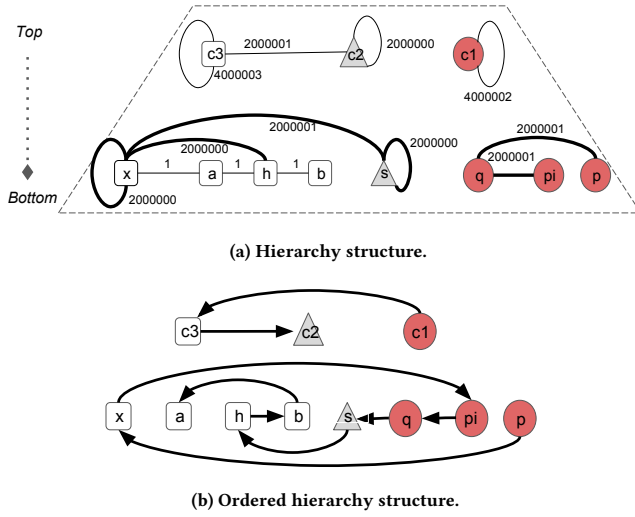 Top
Bottom
c3 2000001 c2 2000000 c1
4000003 4000002
2000001
2000000 2000000 2000001
2000001
x 1 a 1 h 1 b s q pi p
2000000
(a) Hierarchy structure.
c3 c2 c1
x a h b s q pi p
(b) Ordered hierarchy structure.